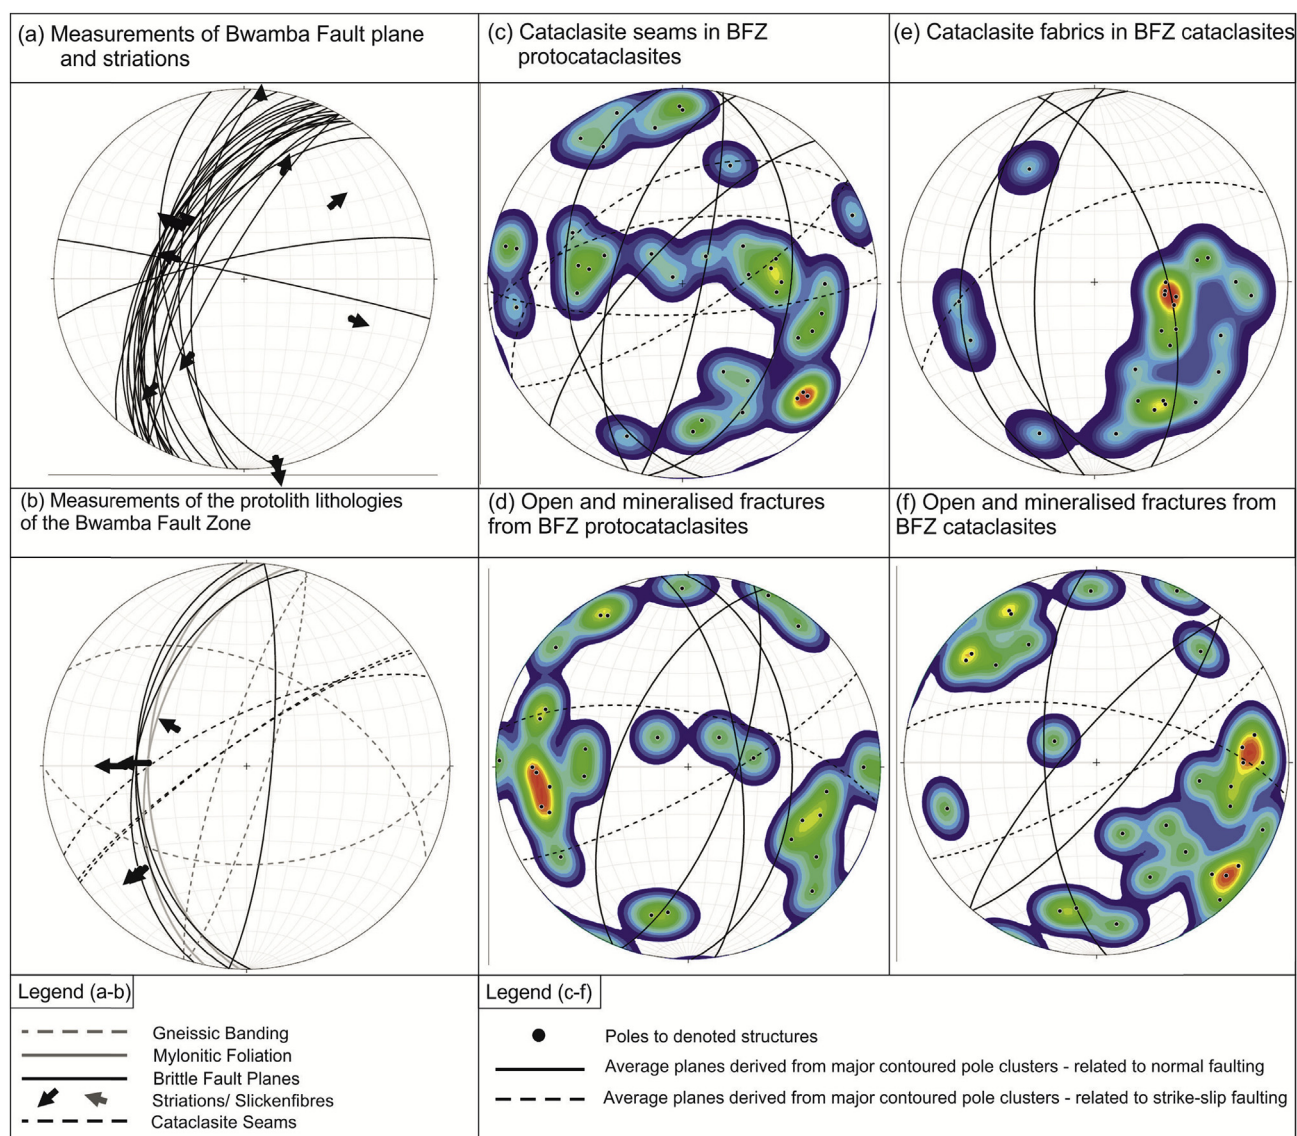 (a) Measurements of Bwamba Fault plane
and striations
(c) Cataclasite seams in BFZ
protocataclasites
(e) Cataclasite fabrics in BFZ cataclasites
(b) Measurements of the protolith lithologies
of the Bwamba Fault Zone
(d) Open and mineralised fractures
from BFZ protocataclasites
(f) Open and mineralised fractures from
BFZ cataclasites
Legend (a-b)
Gneissic Banding
Mylonitic Foliation
Brittle Fault Planes
Striations/ Slickenfibres
Cataclasite Seams
Legend (c-f)
Poles to denoted structures
Average planes derived from major contoured pole clusters - related to normal faulting
Average planes derived from major contoured pole clusters - related to strike-slip faulting